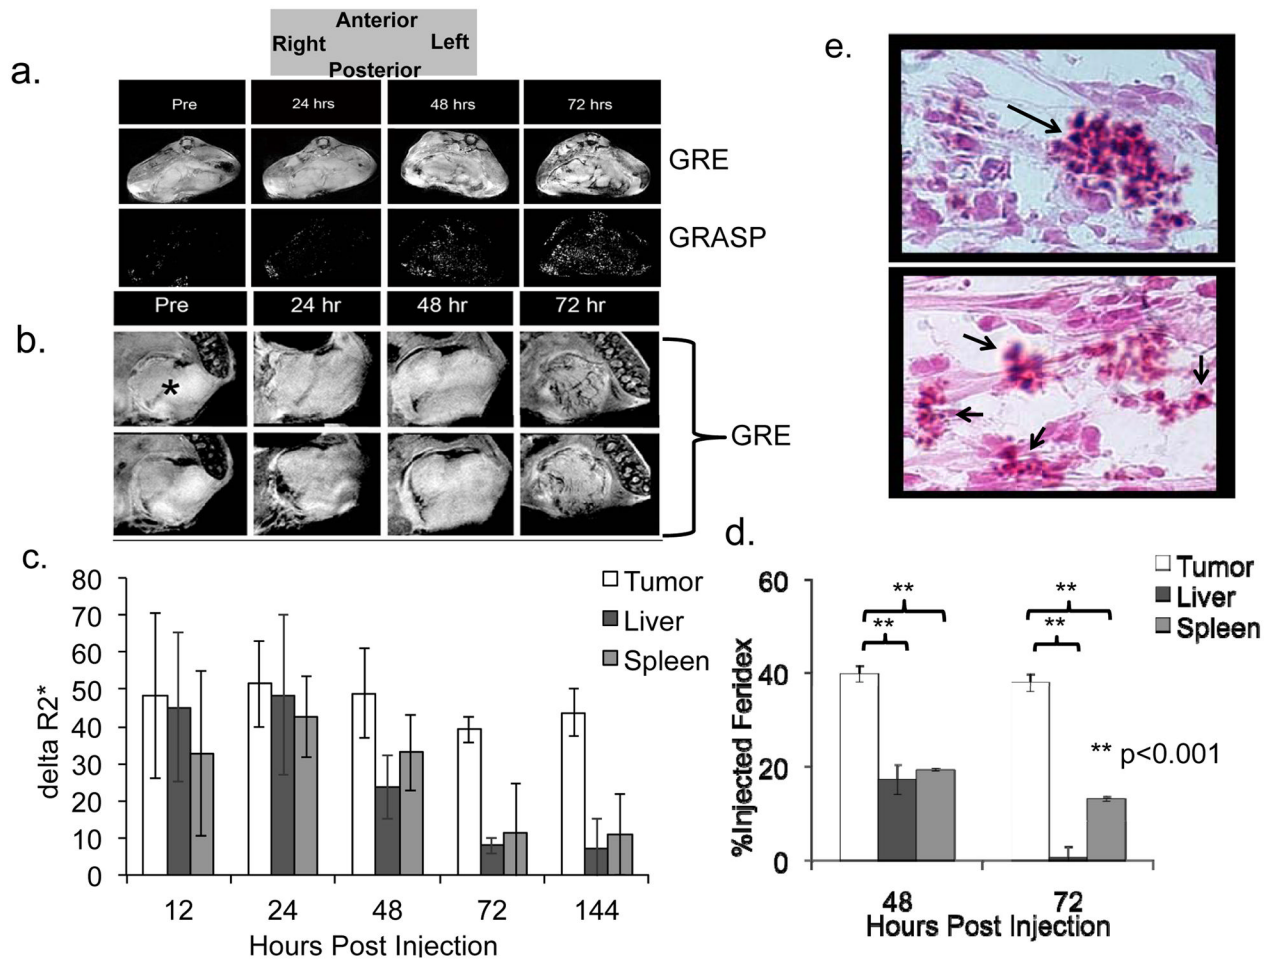 Anterior
Right Left
Posterior
a.
Pre 24 hrs 48 hrs 72 hrs
GRE
GRASP
Pre 24 hr 48 hr 72 hr
b.
*
GRE
c.
80
70
60
50
40
30
20
10
0
delta R2*
Tumor
Liver
Spleen
12 24 48 72 144
Hours Post Injection
e.
d.
60
40
20
0
%Injected Feridex
** **
** **
Tumor
Liver
Spleen
** p<0.001
48 72
Hours Post Injection